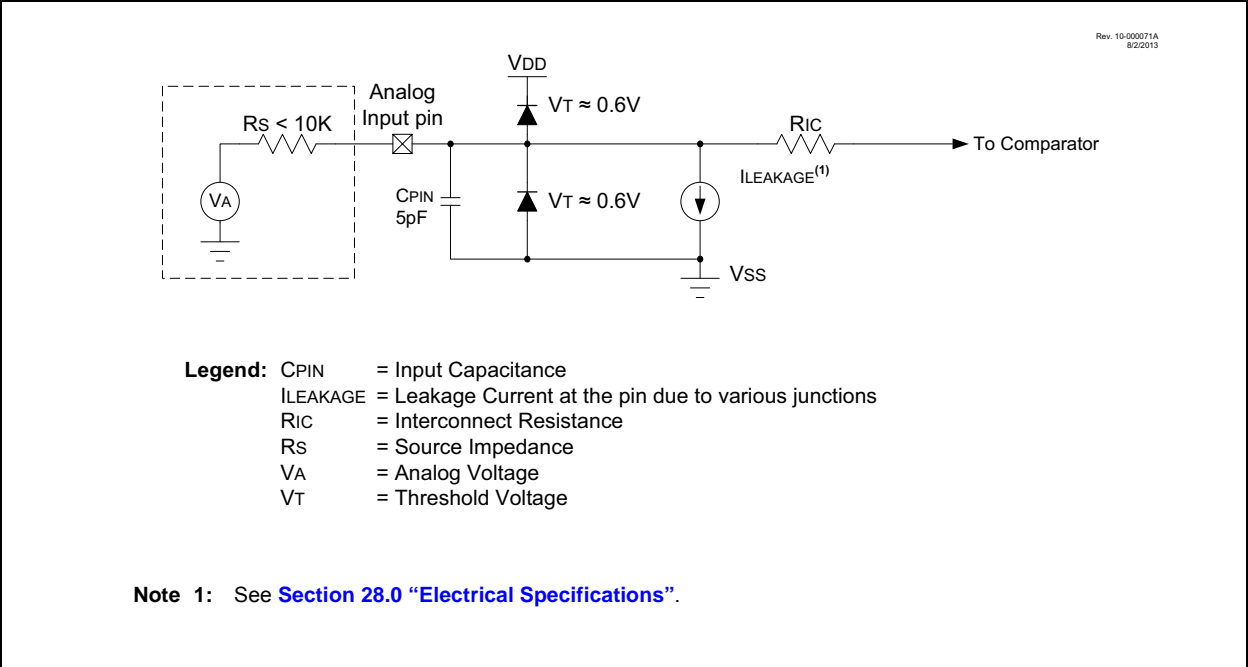 Rev. 10-000071A
8/2/2013
VDD
Analog
Input pin
VT ≈ 0.6V
RS < 10K
RIC
To Comparator
ILEAKAGE(1)
VA
CPIN
5pF
VT ≈ 0.6V
VSS
Legend: CPIN = Input Capacitance
ILEAKAGE = Leakage Current at the pin due to various junctions
RIC = Interconnect Resistance
RS = Source Impedance
VA = Analog Voltage
VT = Threshold Voltage
Note 1: See Section 28.0 “Electrical Specifications”.